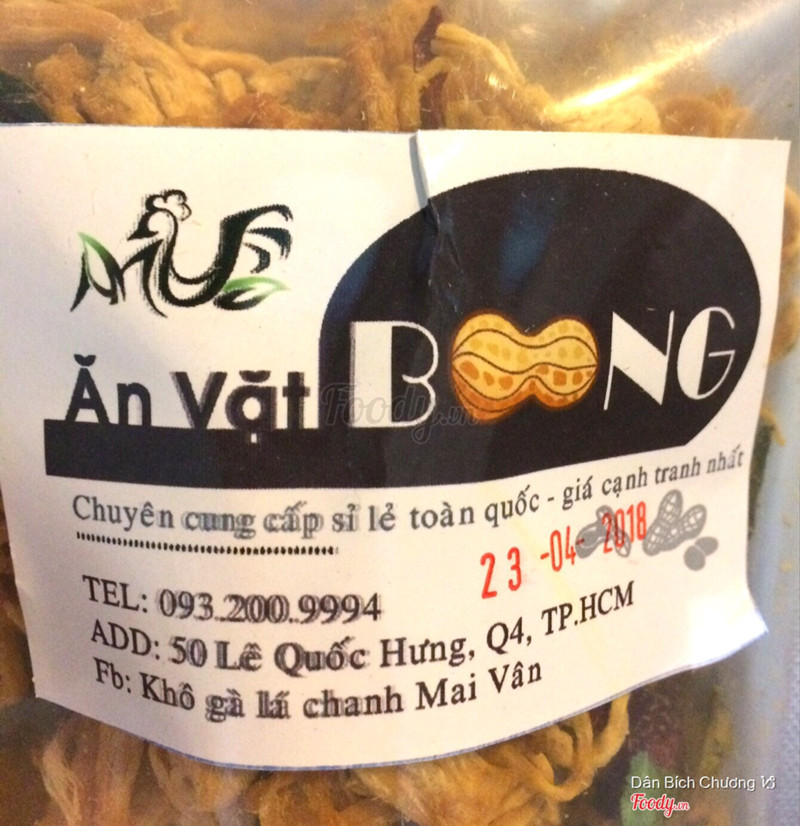 Ăn Vặt BOONG
Chuyên cung cấp sỉ lẻ toàn quốc - giá cạnh tranh nhất
23 -04- 2018
TEL: 093.200.9994
ADD: 50 Lê Quốc Hưng, Q4, TP.HCM
Fb: Khô gà lá chanh Mai Vân
Foody.vn
Dân Bích Chương
Foody.vn